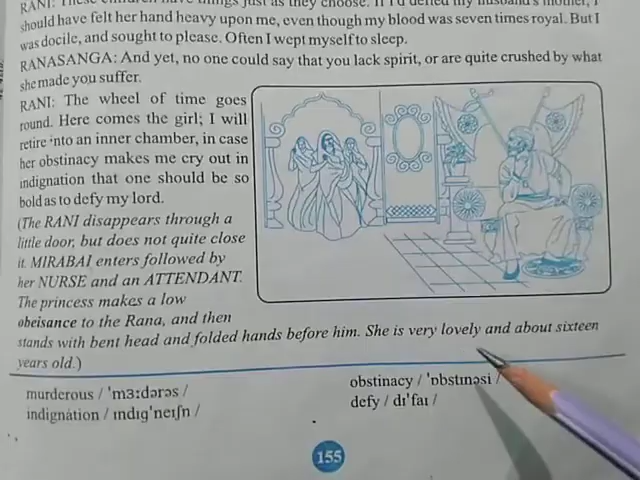 RANI: These children have things just as they choose. If I'd defied my husband's mother, I
should have felt her hand heavy upon me, even though my blood was seven times royal. But I
was docile, and sought to please. Often I wept myself to sleep.
RANASANGA: And yet, no one could say that you lack spirit, or are quite crushed by what
she made you suffer.
RANI: The wheel of time goes
round. Here comes the girl; I will
retire into an inner chamber, in case
her obstinacy makes me cry out in
indignation that one should be so
bold as to defy my lord.
(The RANI disappears through a
little door, but does not quite close
it. MIRABAI enters followed by
her NURSE and an ATTENDANT.
The princess makes a low
obeisance to the Rana, and then
stands with bent head and folded hands before him. She is very lovely and about sixteen
years old.)
murderous / 'mɜːdərəs /
obstinacy / 'ɒbstɪnəsi /
indignation / ɪndɪg'neɪʃn /
defy / dɪ'faɪ /
155